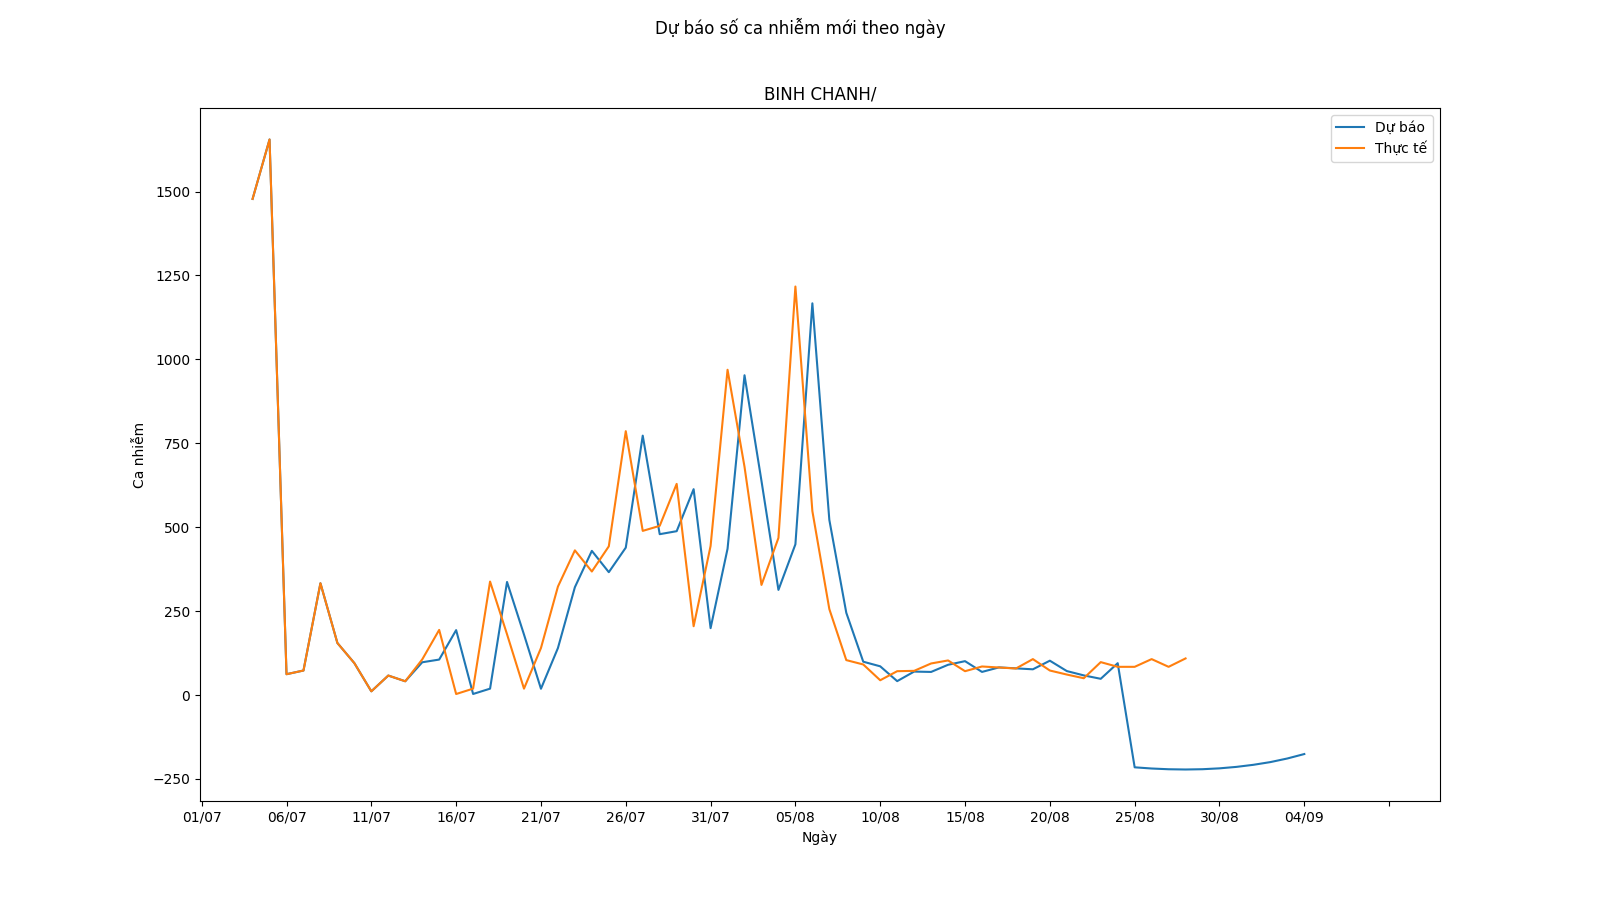 Dự báo số ca nhiễm mới theo ngày
BINH CHANH/
Dự báo
Thực tế
1500
1250
1000
750
500
250
0
−250
Ca nhiễm
01/07 06/07 11/07 16/07 21/07 26/07 31/07 05/08 10/08 15/08 20/08 25/08 30/08 04/09
Ngày